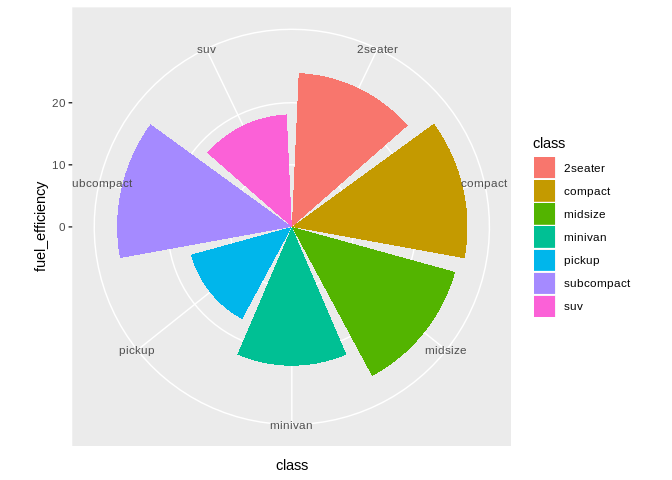 suv
2seater
20
10
0
ubcompact
compact
pickup
midsize
minivan
fuel_efficiency
class
class
2seater
compact
midsize
minivan
pickup
subcompact
suv